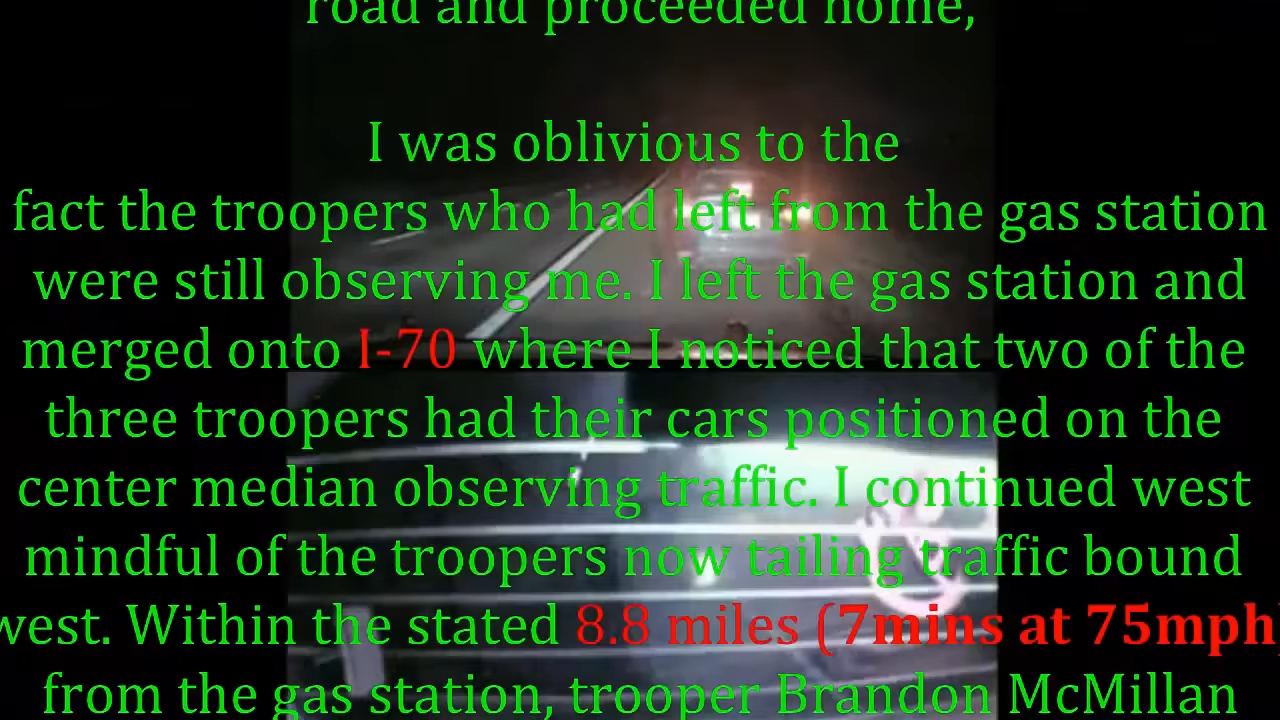 road and proceeded home,
I was oblivious to the
fact the troopers who had left from the gas station
were still observing me. I left the gas station and
merged onto I-70 where I noticed that two of the
three troopers had their cars positioned on the
center median observing traffic. I continued west
mindful of the troopers now tailing traffic bound
west. Within the stated 8.8 miles (7mins at 75mph)
from the gas station, trooper Brandon McMillan